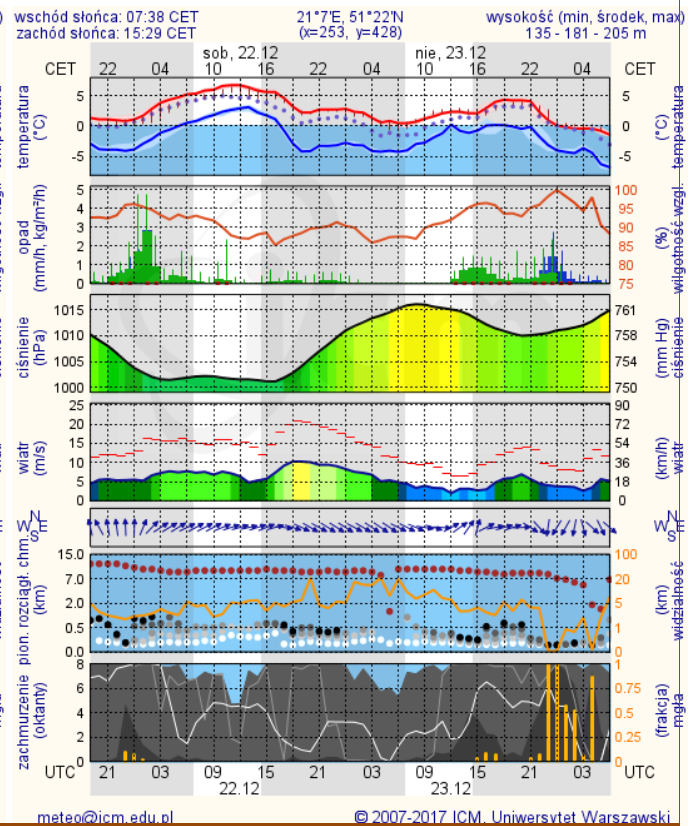 wschód słońca: 07:38 CET 21°7'E, 51°22'N wysokość (min, środek, max)
zachód słońca: 15:29 CET (x=253, y=428) 135 - 181 - 205 m
sob, 22.12 nie, 23.12
CET 22 04 10 16 22 04 10 16 22 04 CET
temperatura
(°C)
5
0
-5
5
0
-5
(°C)
temperatura
opad
(mm/h, kg/m²/h)
5
4
3
2
1
0
100
95
90
85
80
75
(%)
wilgotność wzgl.
ciśnienie
(hPa)
1015
1010
1005
1000
761
758
754
750
(mm Hg)
ciśnienie
wiatr
(m/s)
25
20
15
10
5
0
90
72
54
36
18
0
(km/h)
wiatr
N
W E
S
N
W E
S
pion. rozciągł. chm.
(km)
15.0
7.0
2.0
0.5
0.0
100
20
5
1
0
(km)
widzialność
zachmurzenie
(oktanty)
8
6
4
2
0
1
0.75
0.5
0.25
0
(frakcja)
mgła
UTC 21 03 09 15 21 03 09 15 21 03 UTC
22.12 23.12
meteo@icm.edu.pl © 2007-2017 ICM, Uniwersytet Warszawski